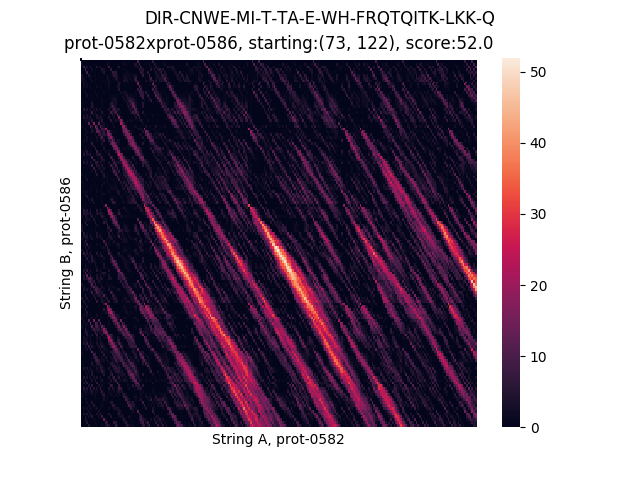 DIR-CNWE-MI-T-TA-E-WH-FRQTQITK-LKK-Q
prot-0582xprot-0586, starting:(73, 122), score:52.0
String B, prot-0586
String A, prot-0582
50
40
30
20
10
0